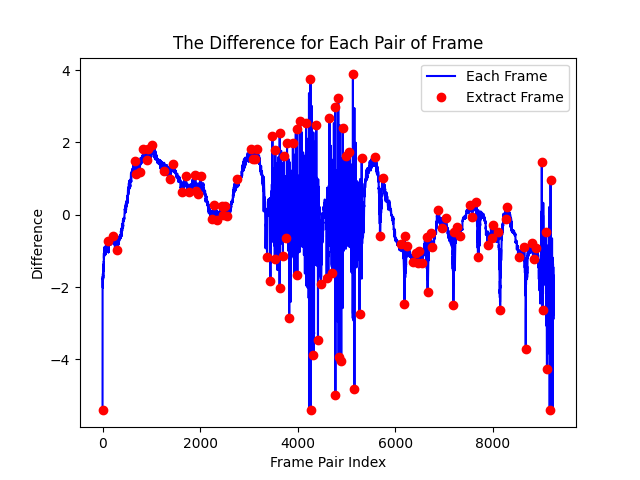 The Difference for Each Pair of Frame
Each Frame
Extract Frame
4
2
0
−2
−4
Difference
0
2000
4000
6000
8000
Frame Pair Index